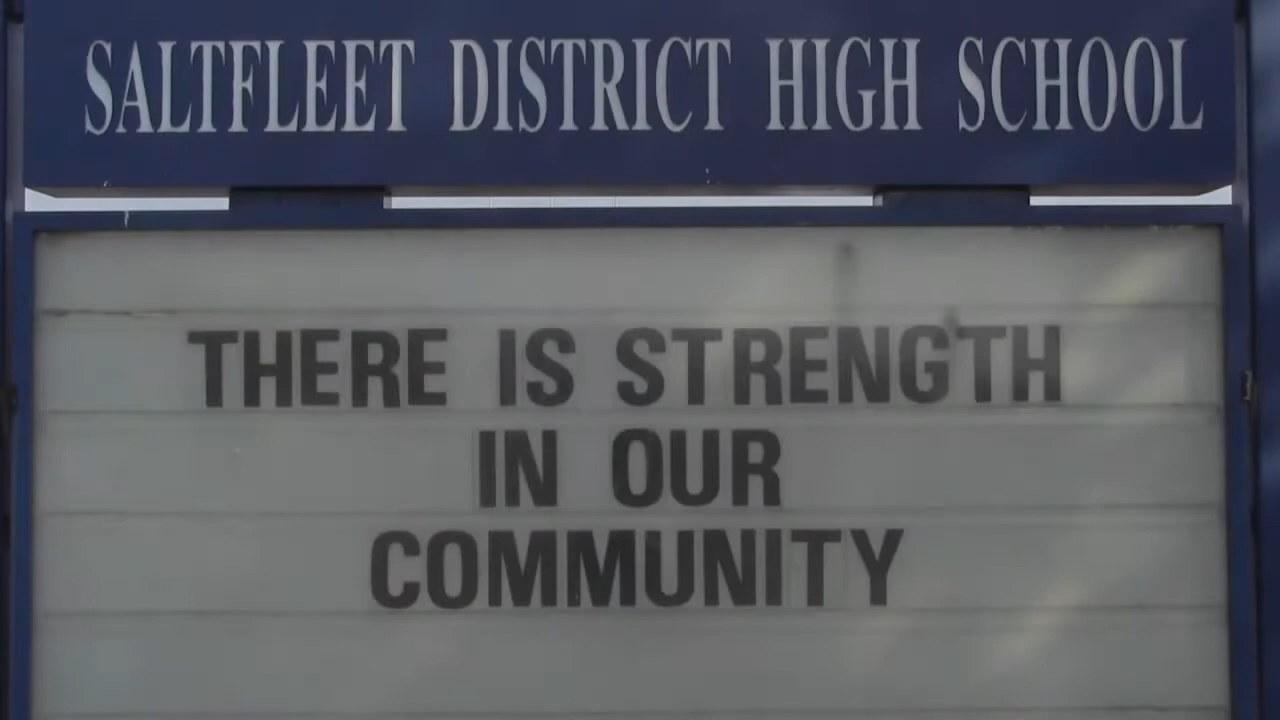 SALTFLEET DISTRICT HIGH SCHOOL
THERE IS STRENGTH
IN OUR
COMMUNITY